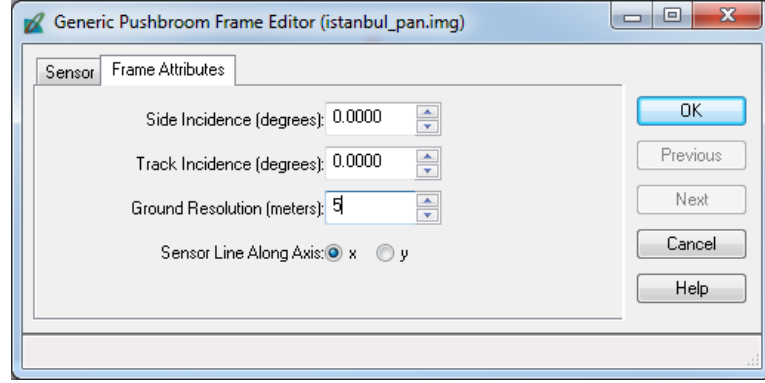 Generic Pushbroom Frame Editor (istanbul_pan.img)
Sensor Frame Attributes
Side Incidence (degrees): 0.0000
Track Incidence (degrees): 0.0000
Ground Resolution (meters): 5
Sensor Line Along Axis: x y
OK
Previous
Next
Cancel
Help